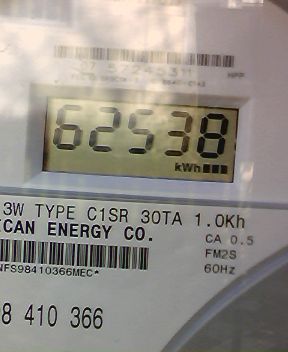 62538
kWh
3W TYPE C1SR 30TA 1.0Kh
ICAN ENERGY CO.
CA 0.5
FM2S
60Hz
NFS98410366MEC*
8 410 366